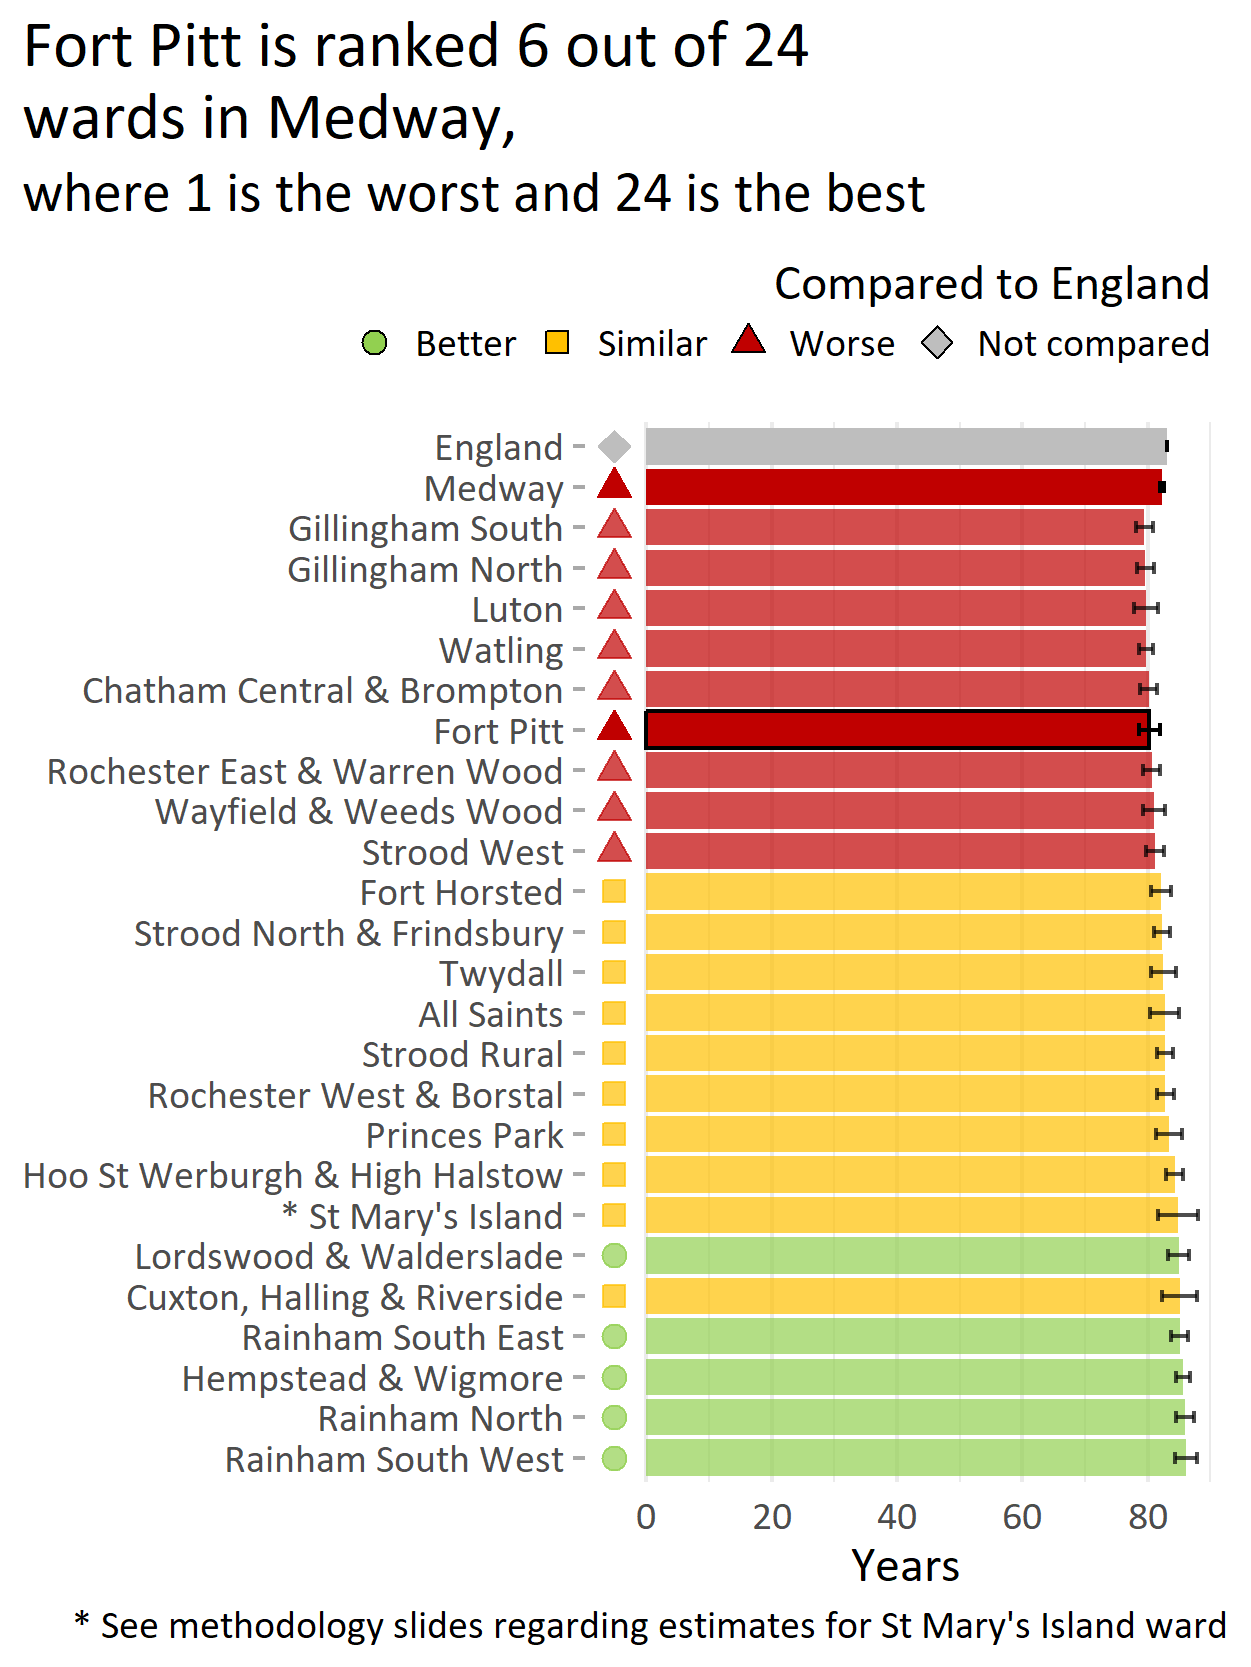 Fort Pitt is ranked 6 out of 24
wards in Medway,
where 1 is the worst and 24 is the best
Compared to England
Better Similar Worse Not compared
England
Medway
Gillingham South
Gillingham North
Luton
Watling
Chatham Central & Brompton
Fort Pitt
Rochester East & Warren Wood
Wayfield & Weeds Wood
Strood West
Fort Horsted
Strood North & Frindsbury
Twydall
All Saints
Strood Rural
Rochester West & Borstal
Princes Park
Hoo St Werburgh & High Halstow
* St Mary's Island
Lordswood & Walderslade
Cuxton, Halling & Riverside
Rainham South East
Hempstead & Wigmore
Rainham North
Rainham South West
0 20 40 60 80
Years
* See methodology slides regarding estimates for St Mary's Island ward